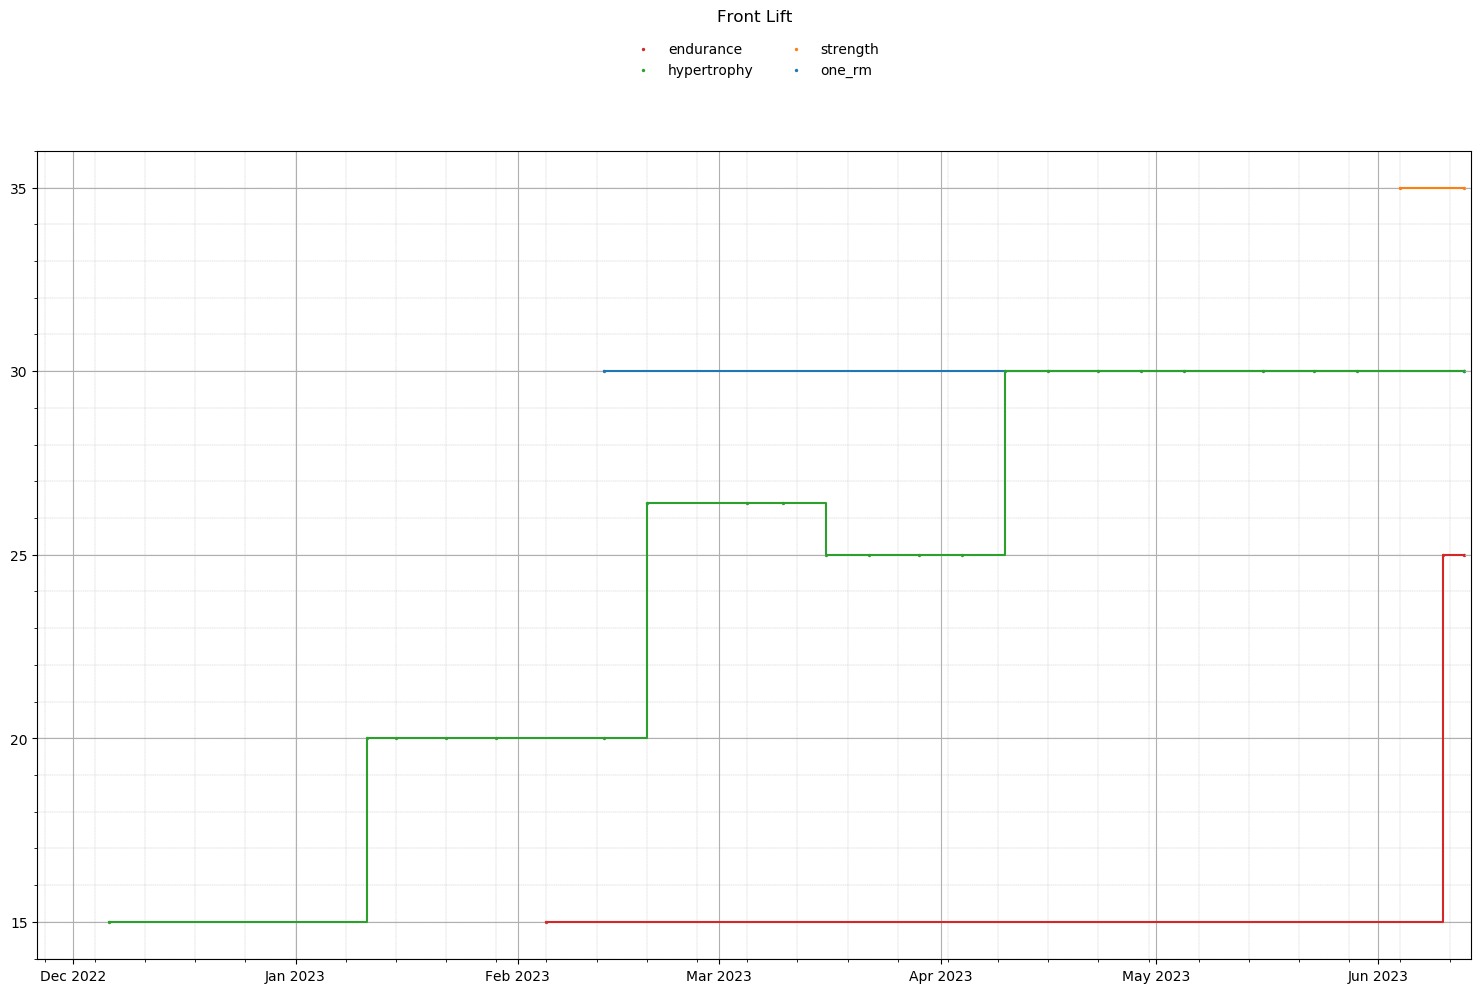 Front Lift
endurance strength
hypertrophy one_rm
35
30
25
20
15
Dec 2022 Jan 2023 Feb 2023 Mar 2023 Apr 2023 May 2023 Jun 2023